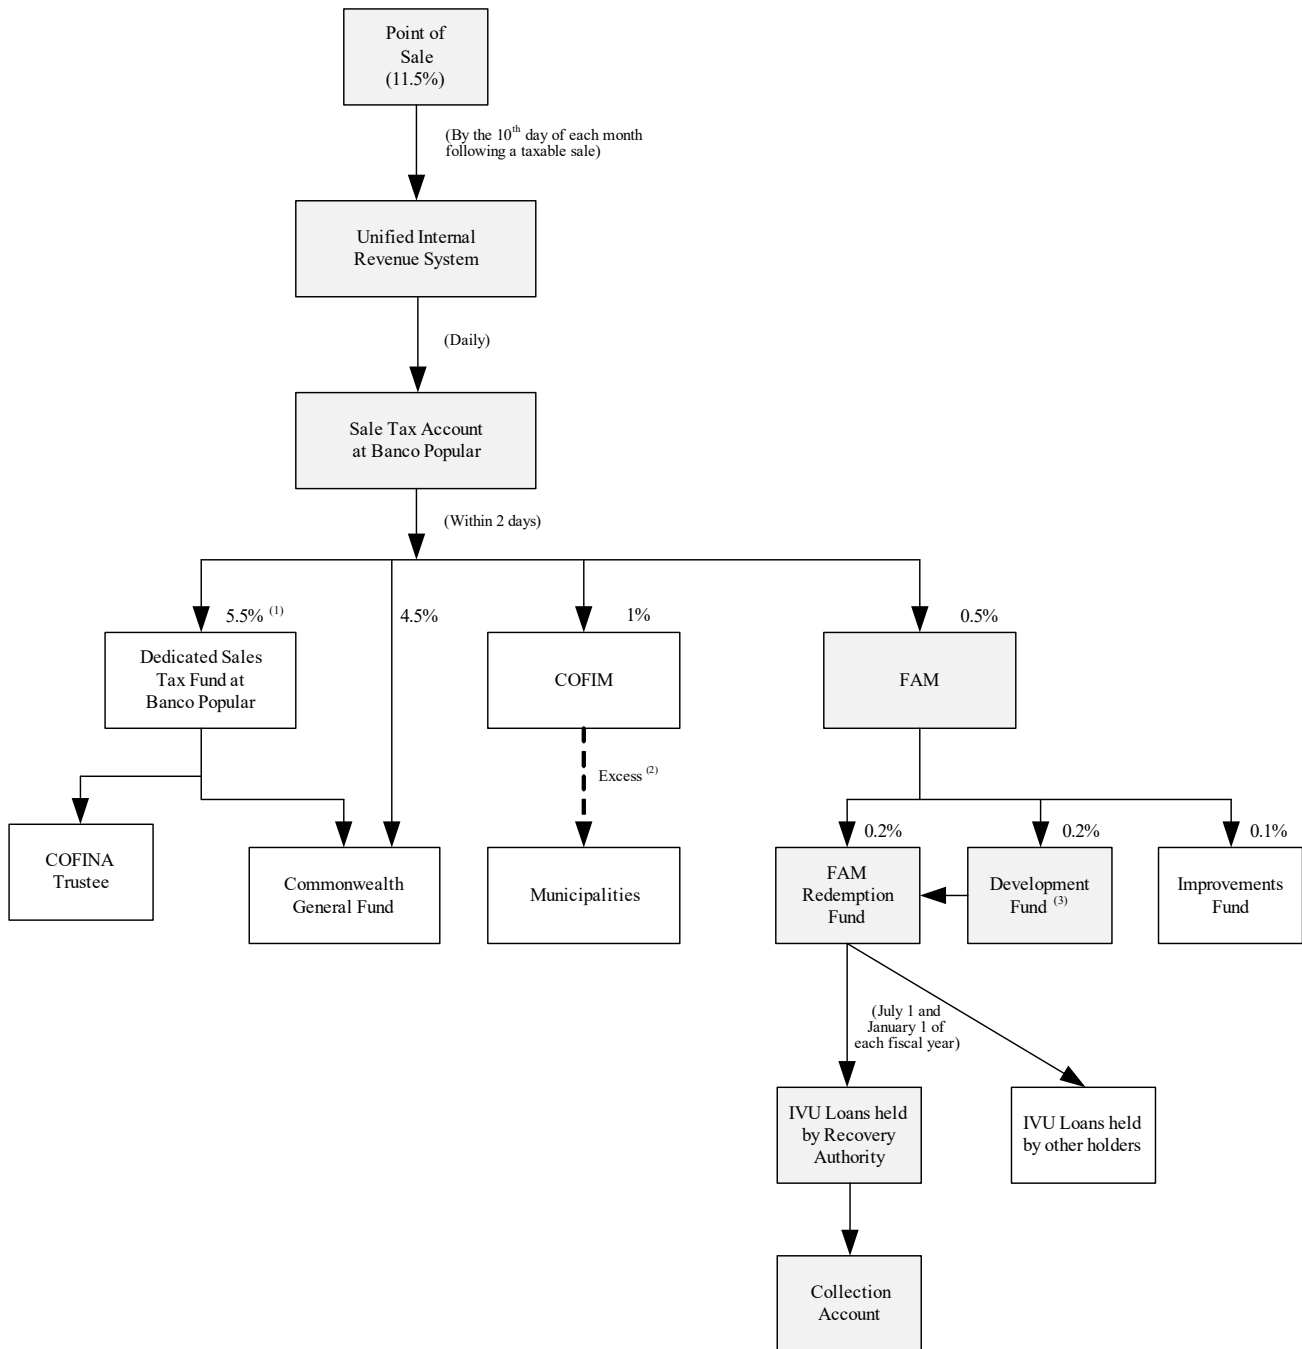 Point of
Sale
(11.5%)
(By the 10th day of each month
following a taxable sale)
Unified Internal
Revenue System
(Daily)
Sale Tax Account
at Banco Popular
(Within 2 days)
5.5% (1)
4.5%
1%
0.5%
Dedicated Sales
Tax Fund at
Banco Popular
COFIM
FAM
Excess (2)
0.2%
0.2%
0.1%
COFINA
Trustee
Commonwealth
General Fund
Municipalities
FAM
Redemption
Fund
Development
Fund (3)
Improvements
Fund
(July 1 and
January 1 of
each fiscal year)
IVU Loans held
by Recovery
Authority
IVU Loans held
by other holders
Collection
Account